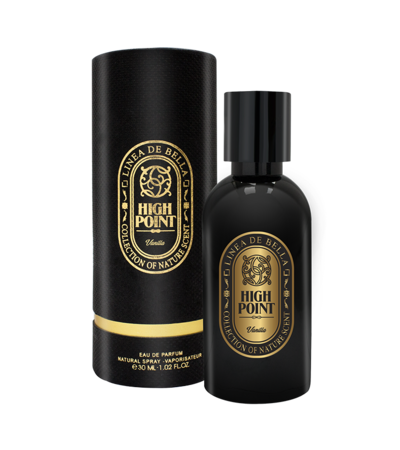 LINEA DE BELLA
HIGH
POINT
Vanilla
COLLECTION OF NATURE SCENT
EAU DE PARFUM
NATURAL SPRAY - VAPORISATEUR
℮30 ML · 1.02 FL.OZ.
LINEA DE BELLA
HIGH
POINT
Vanilla
COLLECTION OF NATURE SCENT